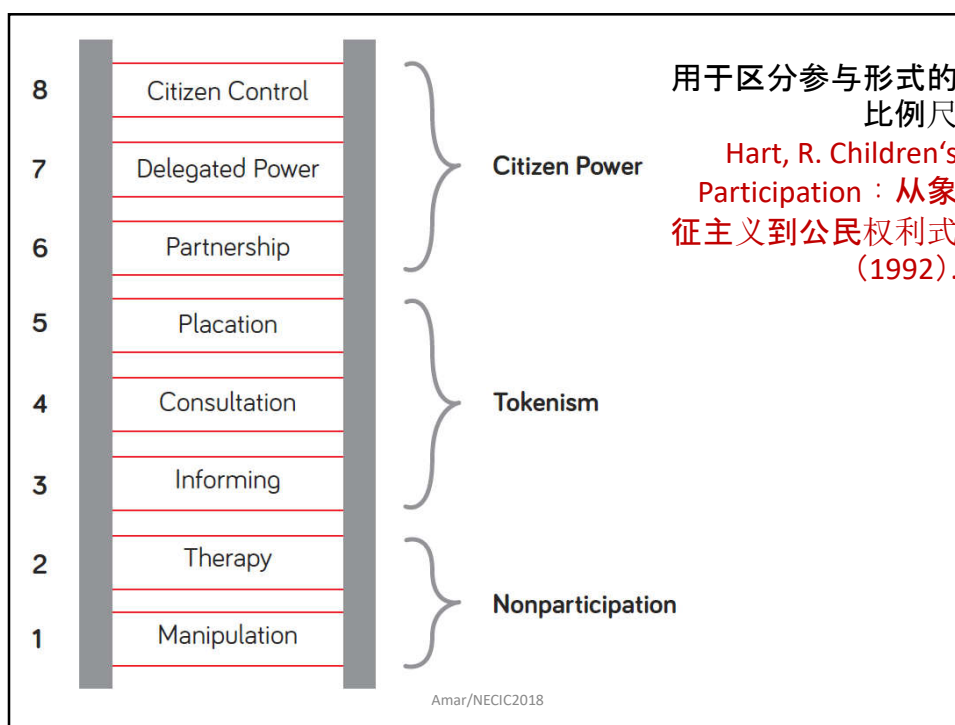 8 Citizen Control
7 Delegated Power
6 Partnership
Citizen Power
5 Placation
4 Consultation
3 Informing
Tokenism
2 Therapy
1 Manipulation
Nonparticipation
用于区分参与形式的
比例尺
Hart, R. Children‘s
Participation：从象
征主义到公民权利式
（1992）.
Amar/NECIC2018